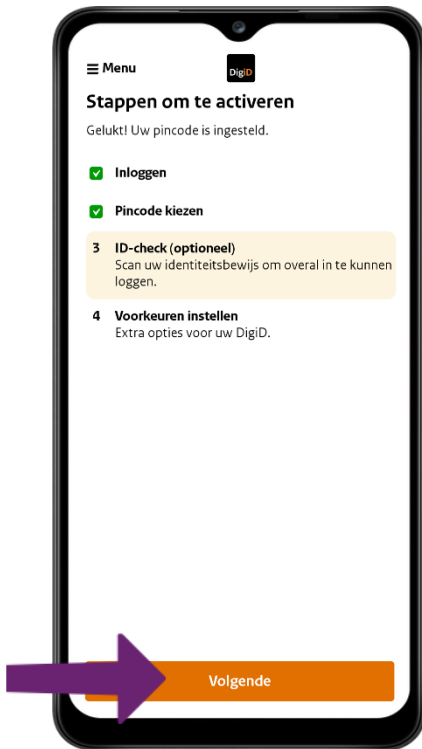 Menu
DigiD
Stappen om te activeren
Gelukt! Uw pincode is ingesteld.
Inloggen
Pincode kiezen
3 ID-check (optioneel)
Scan uw identiteitsbewijs om overal in te kunnen
loggen.
4 Voorkeuren instellen
Extra opties voor uw DigiD.
Volgende